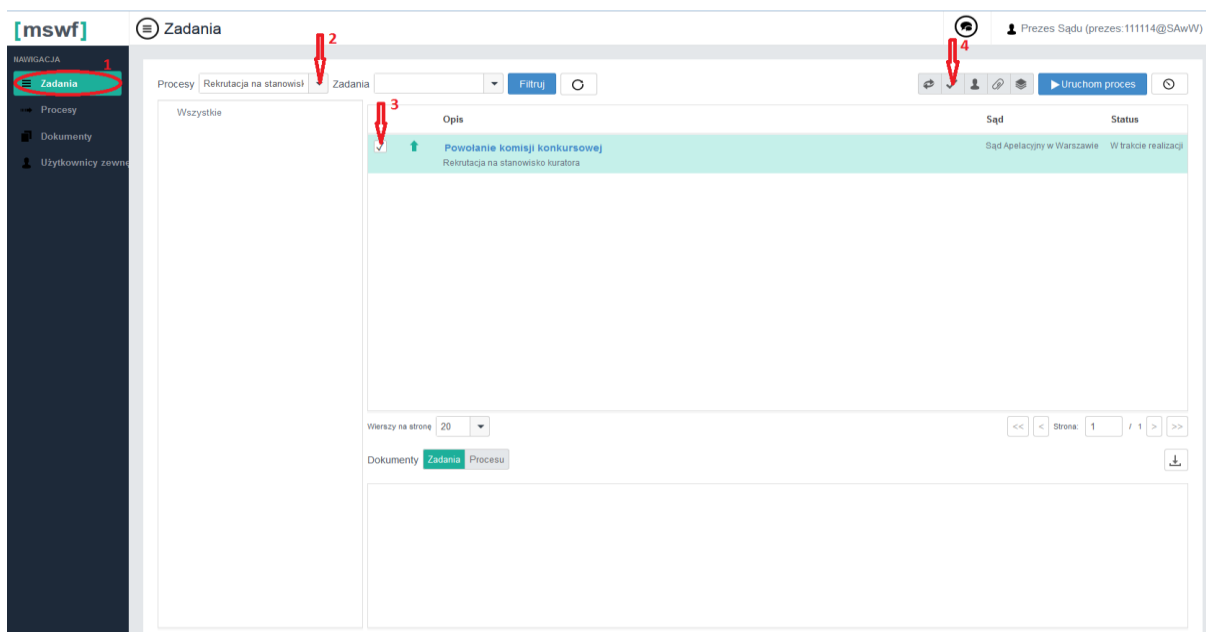 [mswf]
Zadania
Prezes Sądu (prezes:111114@SAwW)
NAWIGACJA
1
2
4
Zadania
Procesy
Dokumenty
Użytkownicy zewnę
Procesy Rekrutacja na stanowisk Zadania Filtruj Uruchom proces
Wszystkie
3
Opis Sąd Status
Powołanie komisji konkursowej Sąd Apelacyjny w Warszawie W trakcie realizacji
Rekrutacja na stanowisko kuratora
Wierszy na stronę 20 << < Strona: 1 / 1 > >>
Dokumenty Zadania Procesu